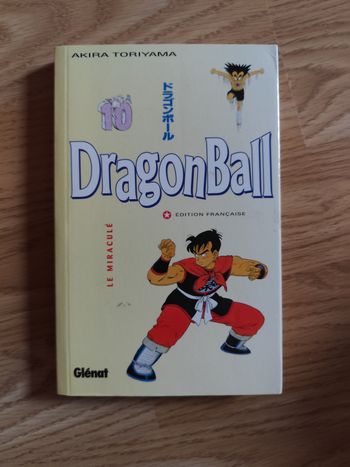 AKIRA TORIYAMA
10
ドラゴンボール
DragonBall
ÉDITION FRANÇAISE
LE MIRACULÉ
Glénat